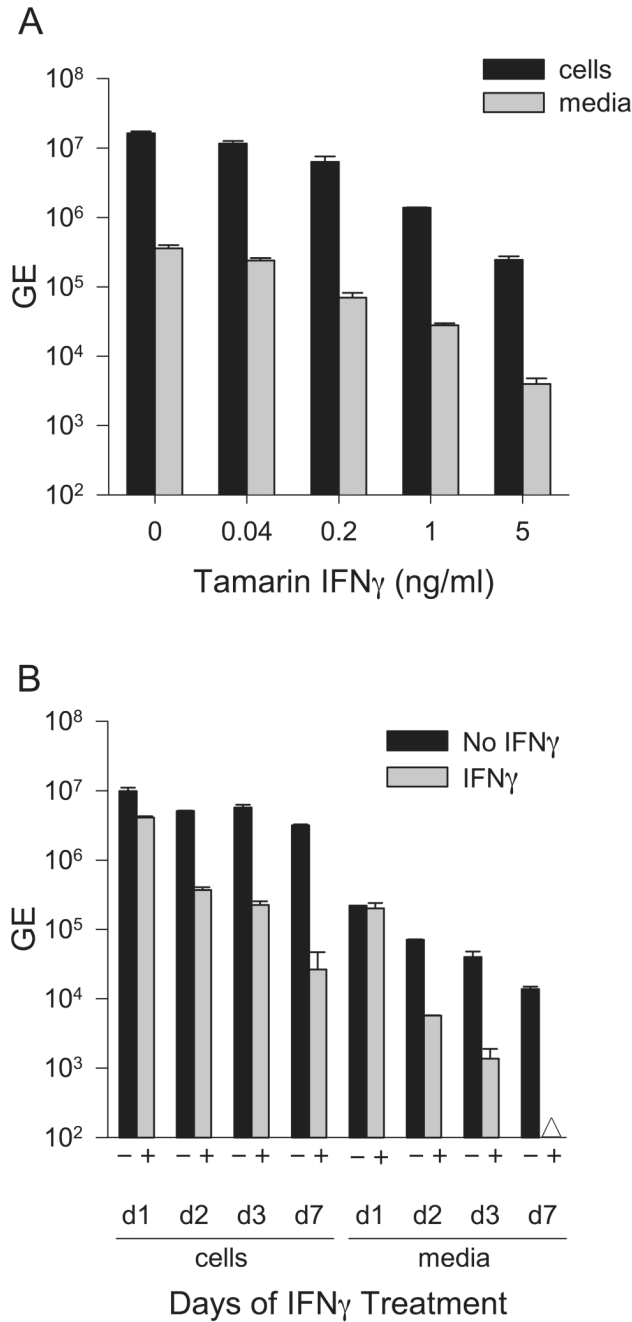 A
cells
media
10⁸
10⁷
10⁶
10⁵
10⁴
10³
10²
GE
0 0.04 0.2 1 5
Tamarin IFNγ (ng/ml)
B
No IFNγ
IFNγ
10⁸
10⁷
10⁶
10⁵
10⁴
10³
10²
GE
– + – + – + – + – + – + – + – +
d1 d2 d3 d7 d1 d2 d3 d7
cells media
Days of IFNγ Treatment